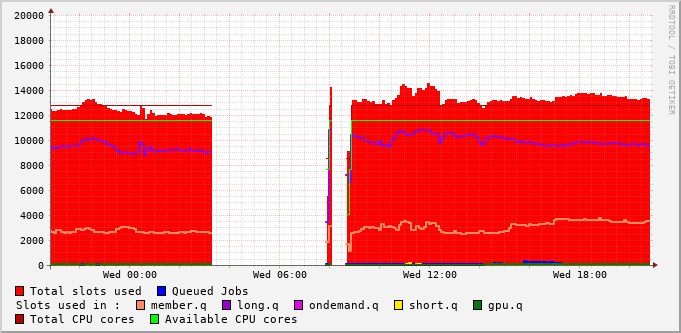 RRDTOOL / TOBI OETIKER
20000
18000
16000
14000
12000
10000
8000
6000
4000
2000
0
Wed 00:00 Wed 06:00 Wed 12:00 Wed 18:00
Total slots used Queued Jobs
Slots used in : member.q long.q ondemand.q short.q gpu.q
Total CPU cores Available CPU cores